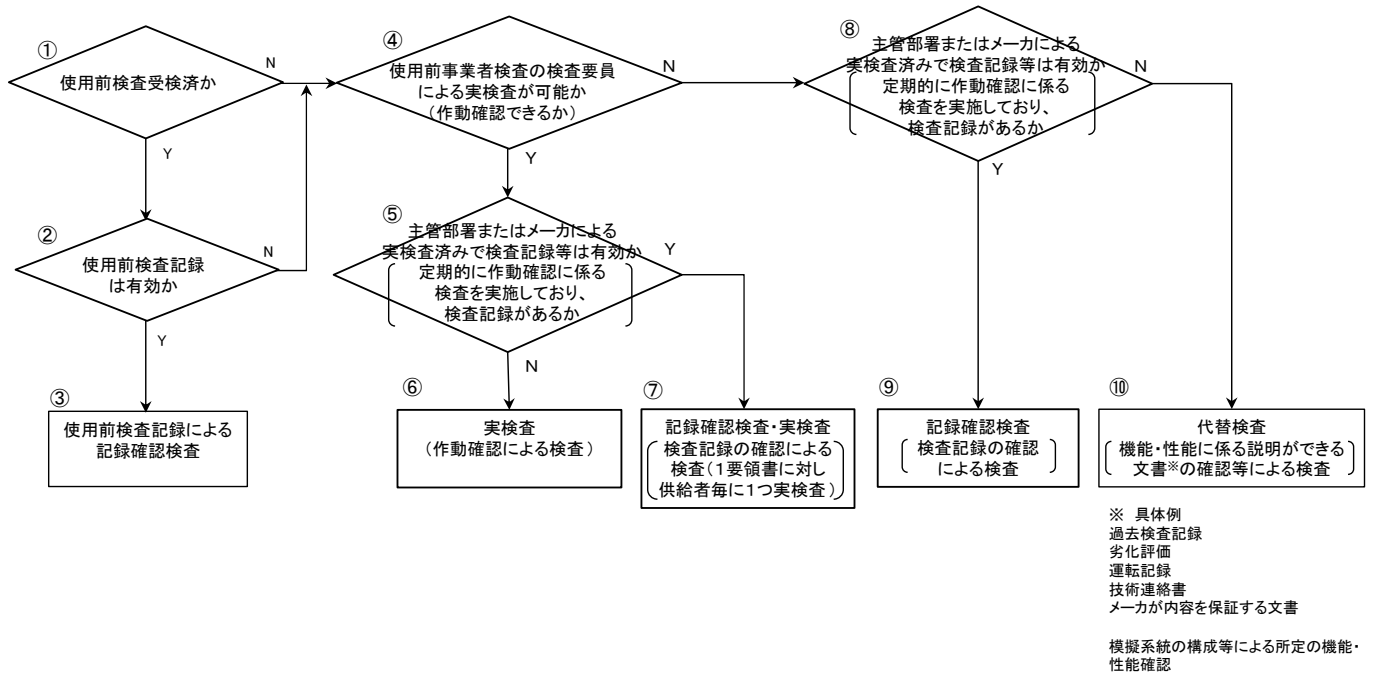 ①
使用前検査受検済か
N
Y
②
使用前検査記録
は有効か
N
Y
③
使用前検査記録による
記録確認検査
④
使用前事業者検査の検査要員
による実検査が可能か
(作動確認できるか)
N
Y
⑤
主管部署またはメーカによる
実検査済みで検査記録等は有効か
定期的に作動確認に係る
検査を実施しており、
検査記録があるか
Y
N
⑥
実検査
(作動確認による検査)
⑦
記録確認検査・実検査
検査記録の確認による
検査(1要領書に対し
供給者毎に1つ実検査)
⑧
主管部署またはメーカによる
実検査済みで検査記録等は有効か
定期的に作動確認に係る
検査を実施しており、
検査記録があるか
N
Y
⑨
記録確認検査
検査記録の確認
による検査
⑩
代替検査
機能・性能に係る説明ができる
文書※の確認等による検査
※ 具体例
過去検査記録
劣化評価
運転記録
技術連絡書
メーカが内容を保証する文書
模擬系統の構成等による所定の機能・
性能確認